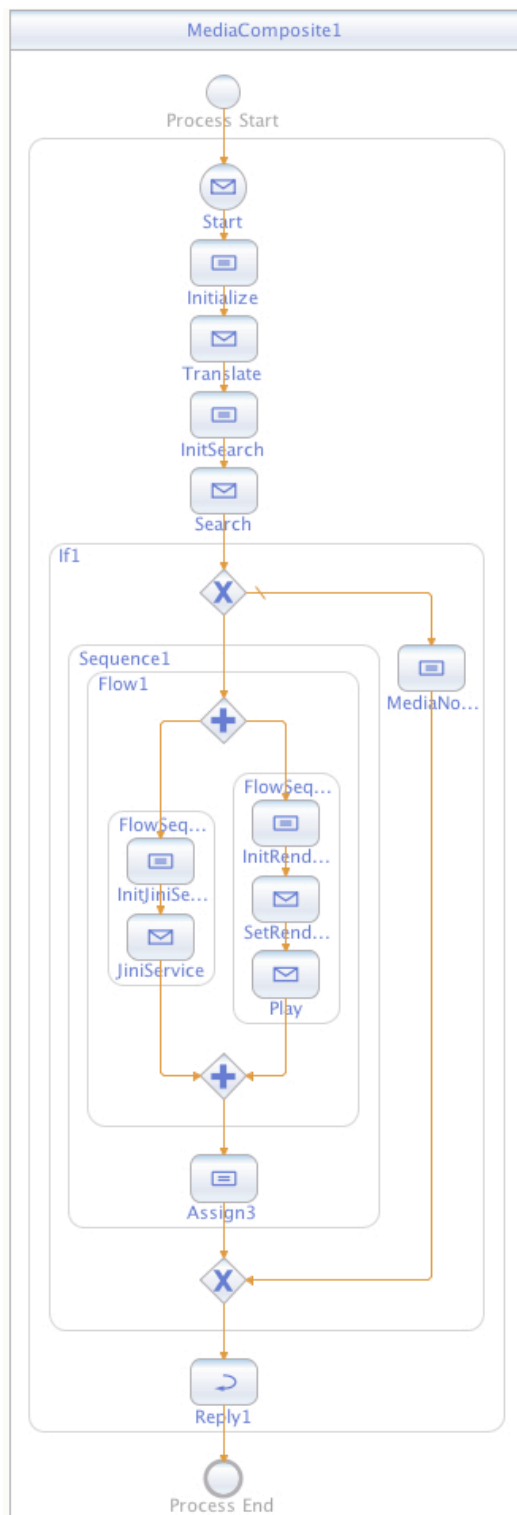 MediaComposite1
Process Start
Start
Initialize
Translate
InitSearch
Search
If1
Sequence1
Flow1
MediaNo...
FlowSeq...
InitRend...
SetRend...
Play
FlowSeq...
InitJiniSe...
JiniService
Assign3
Reply1
Process End